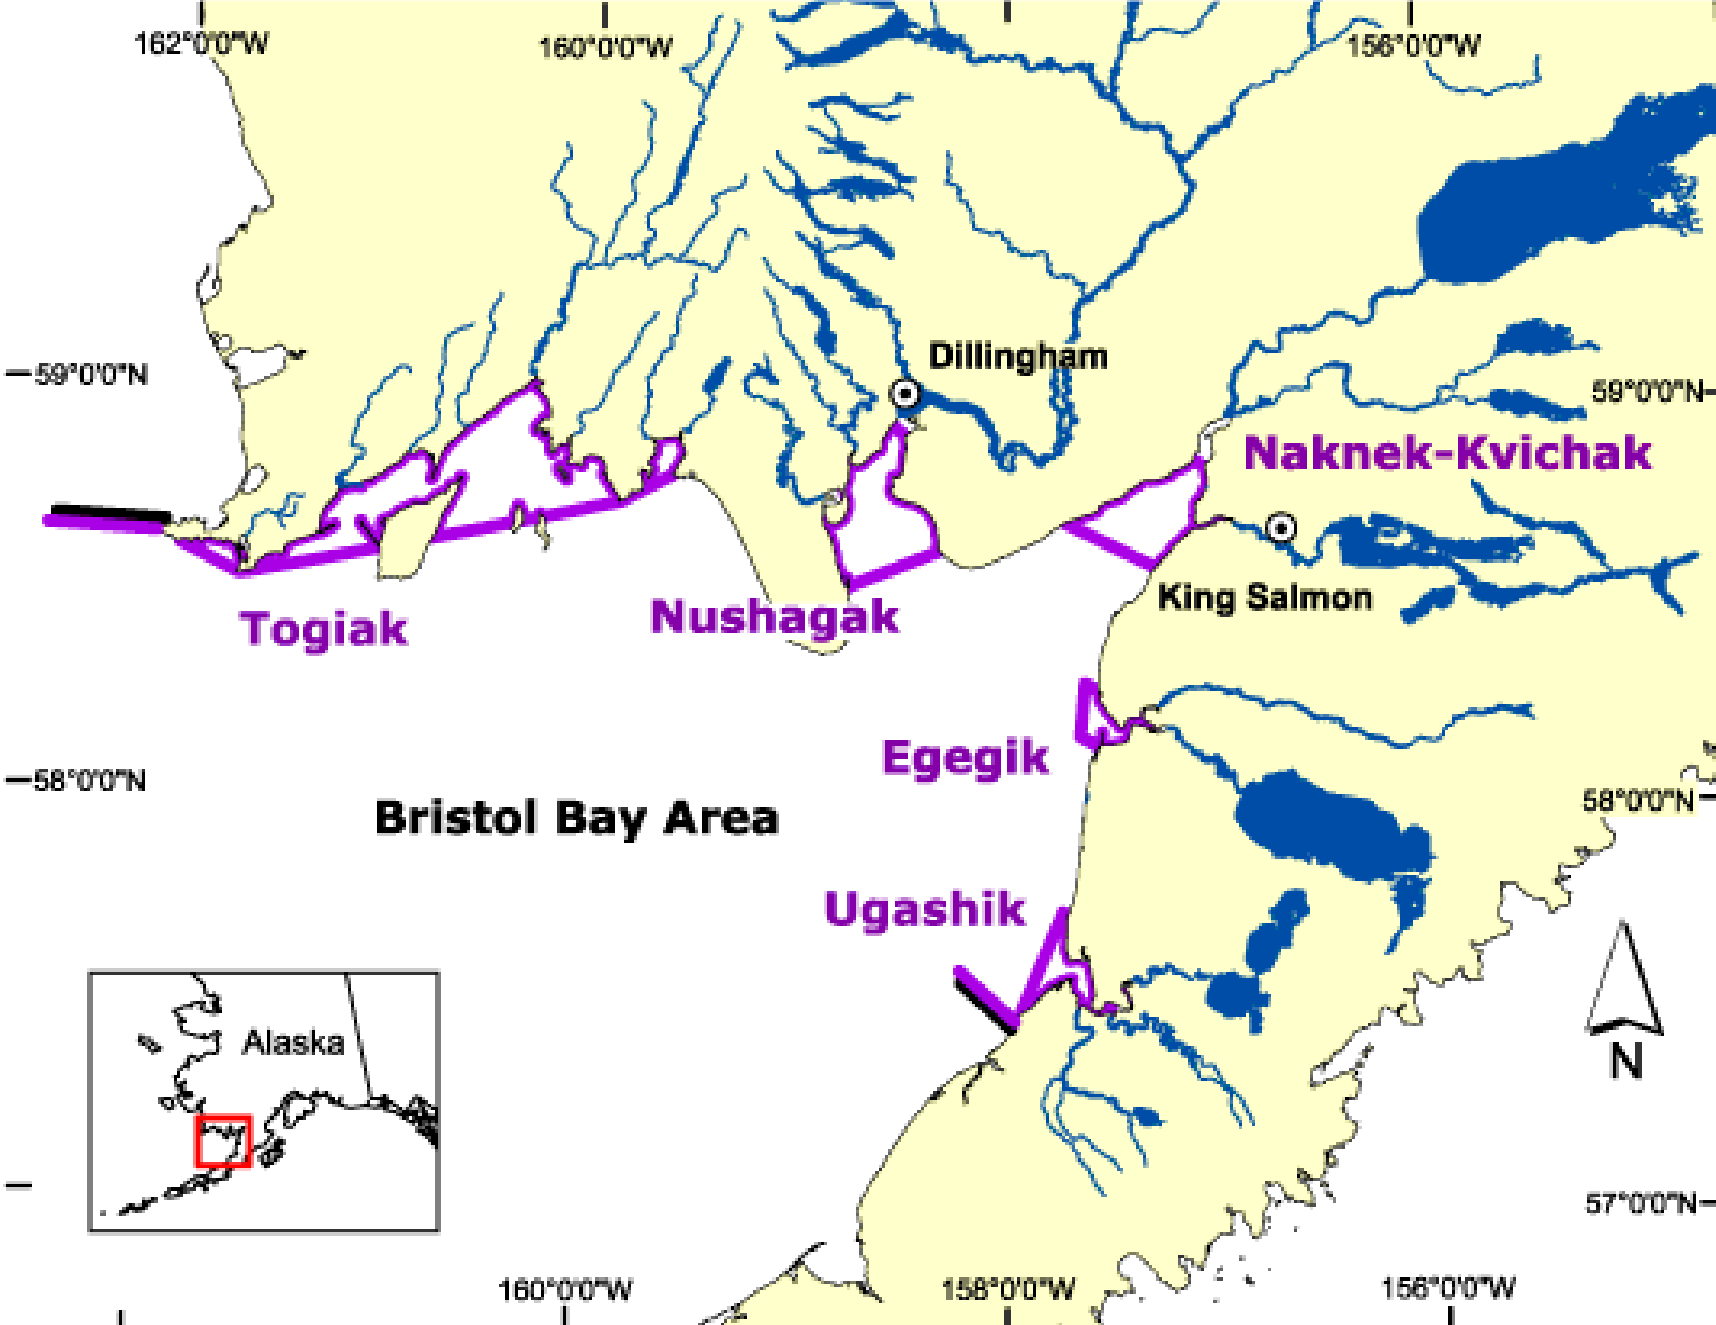 162°0'0"W
160°0'0"W
156°0'0"W
Dillingham
59°0'0"N
59°0'0"N
Naknek-Kvichak
King Salmon
Togiak
Nushagak
Egegik
58°0'0"N
58°0'0"N
Bristol Bay Area
Ugashik
Alaska
N
57°0'0"N
160°0'0"W
158°0'0"W
156°0'0"W